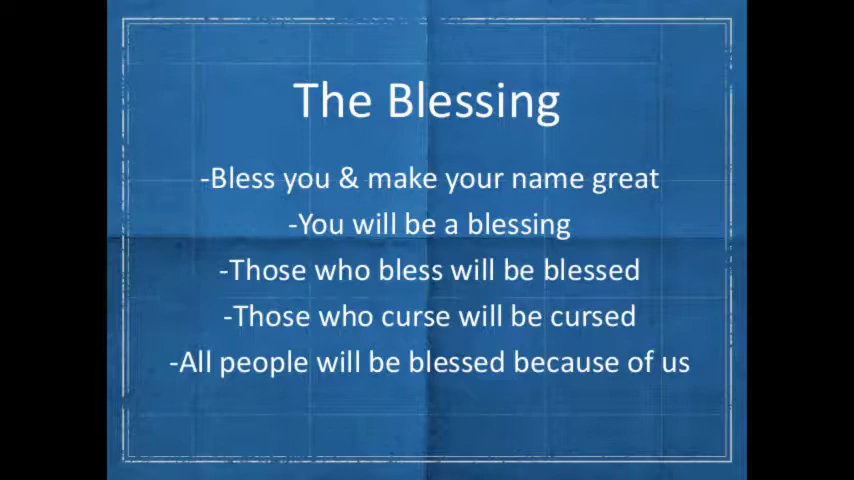 The Blessing
-Bless you & make your name great
-You will be a blessing
-Those who bless will be blessed
-Those who curse will be cursed
-All people will be blessed because of us